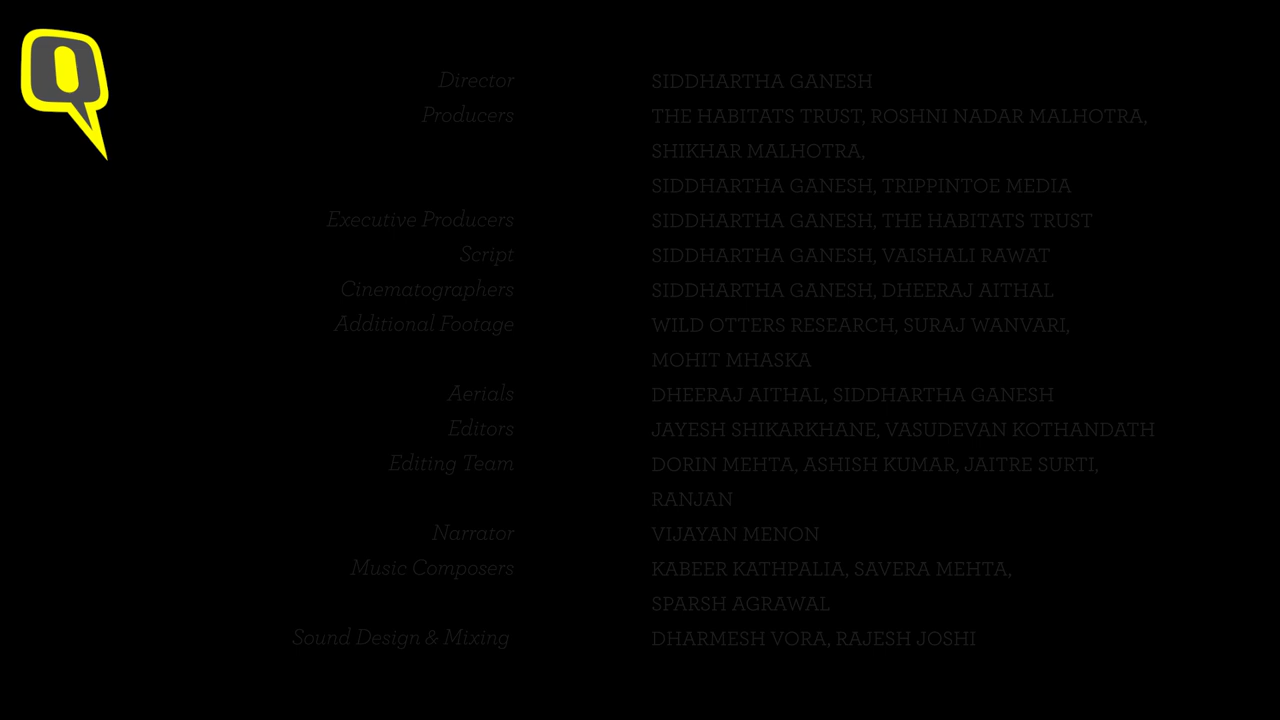 Q
Director SIDDHARTHA GANESH
Producers THE HABITATS TRUST, ROSHNI NADAR MALHOTRA,
SHIKHAR MALHOTRA,
SIDDHARTHA GANESH, TRIPPINTOE MEDIA
Executive Producers SIDDHARTHA GANESH, THE HABITATS TRUST
Script SIDDHARTHA GANESH, VAISHALI RAWAT
Cinematographers SIDDHARTHA GANESH, DHEERAJ AITHAL
Additional Footage WILD OTTERS RESEARCH, SURAJ WANVARI,
MOHIT MHASKA
Aerials DHEERAJ AITHAL, SIDDHARTHA GANESH
Editors JAYESH SHIKARKHANE, VASUDEVAN KOTHANDATH
Editing Team DORIN MEHTA, ASHISH KUMAR, JAITRE SURTI,
RANJAN
Narrator VIJAYAN MENON
Music Composers KABEER KATHPALIA, SAVERA MEHTA,
SPARSH AGRAWAL
Sound Design & Mixing DHARMESH VORA, RAJESH JOSHI